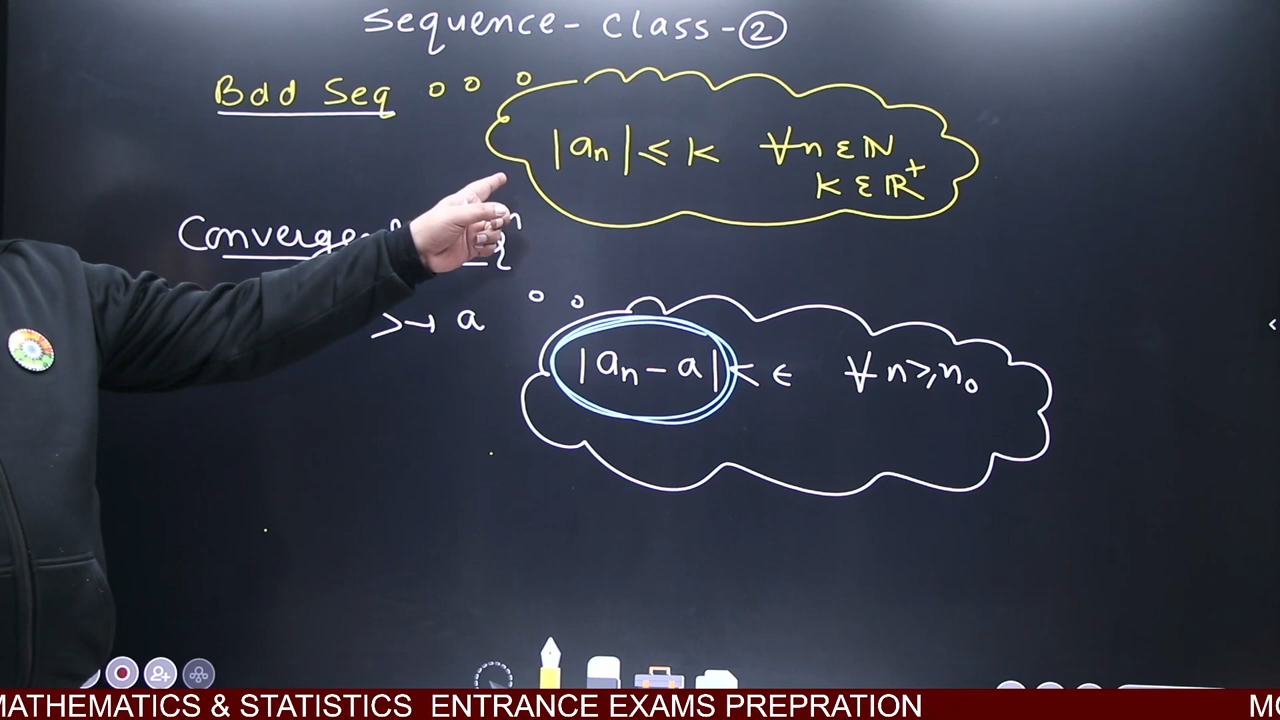 Sequence - Class - ②
Bdd Seq
|an| ≤ k ∀n ∈ ℕ
k ∈ ℝ⁺
> → a
|an - a| < ϵ ∀ n ≥ n₀
MATHEMATICS & STATISTICS ENTRANCE EXAMS PREPRATION